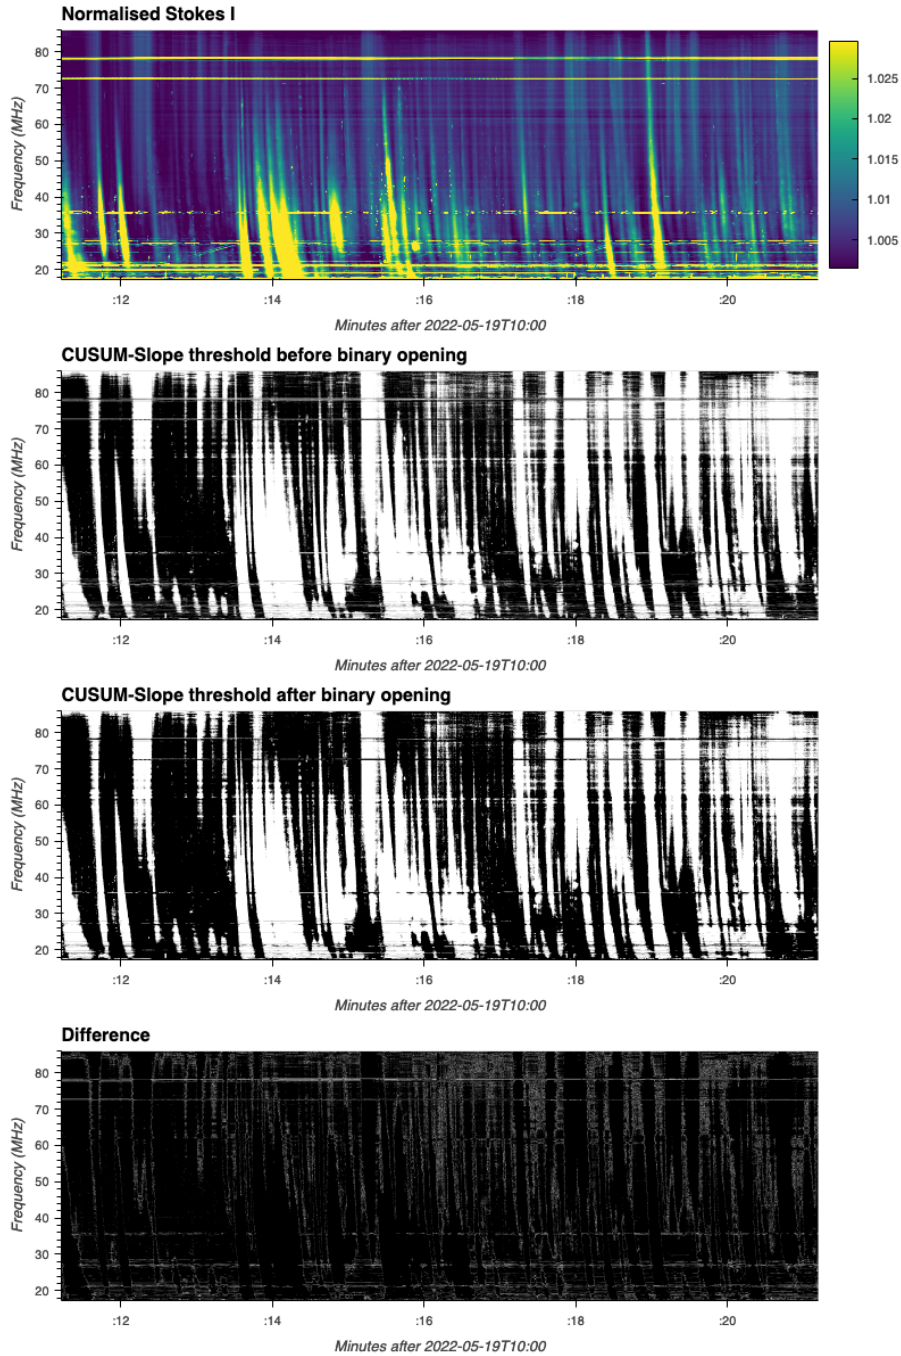 Normalised Stokes I
80
70
60
50
40
30
20
Frequency (MHz)
1.025
1.02
1.015
1.01
1.005
:12 :14 :16 :18 :20
Minutes after 2022-05-19T10:00
CUSUM-Slope threshold before binary opening
80
70
60
50
40
30
20
Frequency (MHz)
:12 :14 :16 :18 :20
Minutes after 2022-05-19T10:00
CUSUM-Slope threshold after binary opening
80
70
60
50
40
30
20
Frequency (MHz)
:12 :14 :16 :18 :20
Minutes after 2022-05-19T10:00
Difference
80
70
60
50
40
30
20
Frequency (MHz)
:12 :14 :16 :18 :20
Minutes after 2022-05-19T10:00